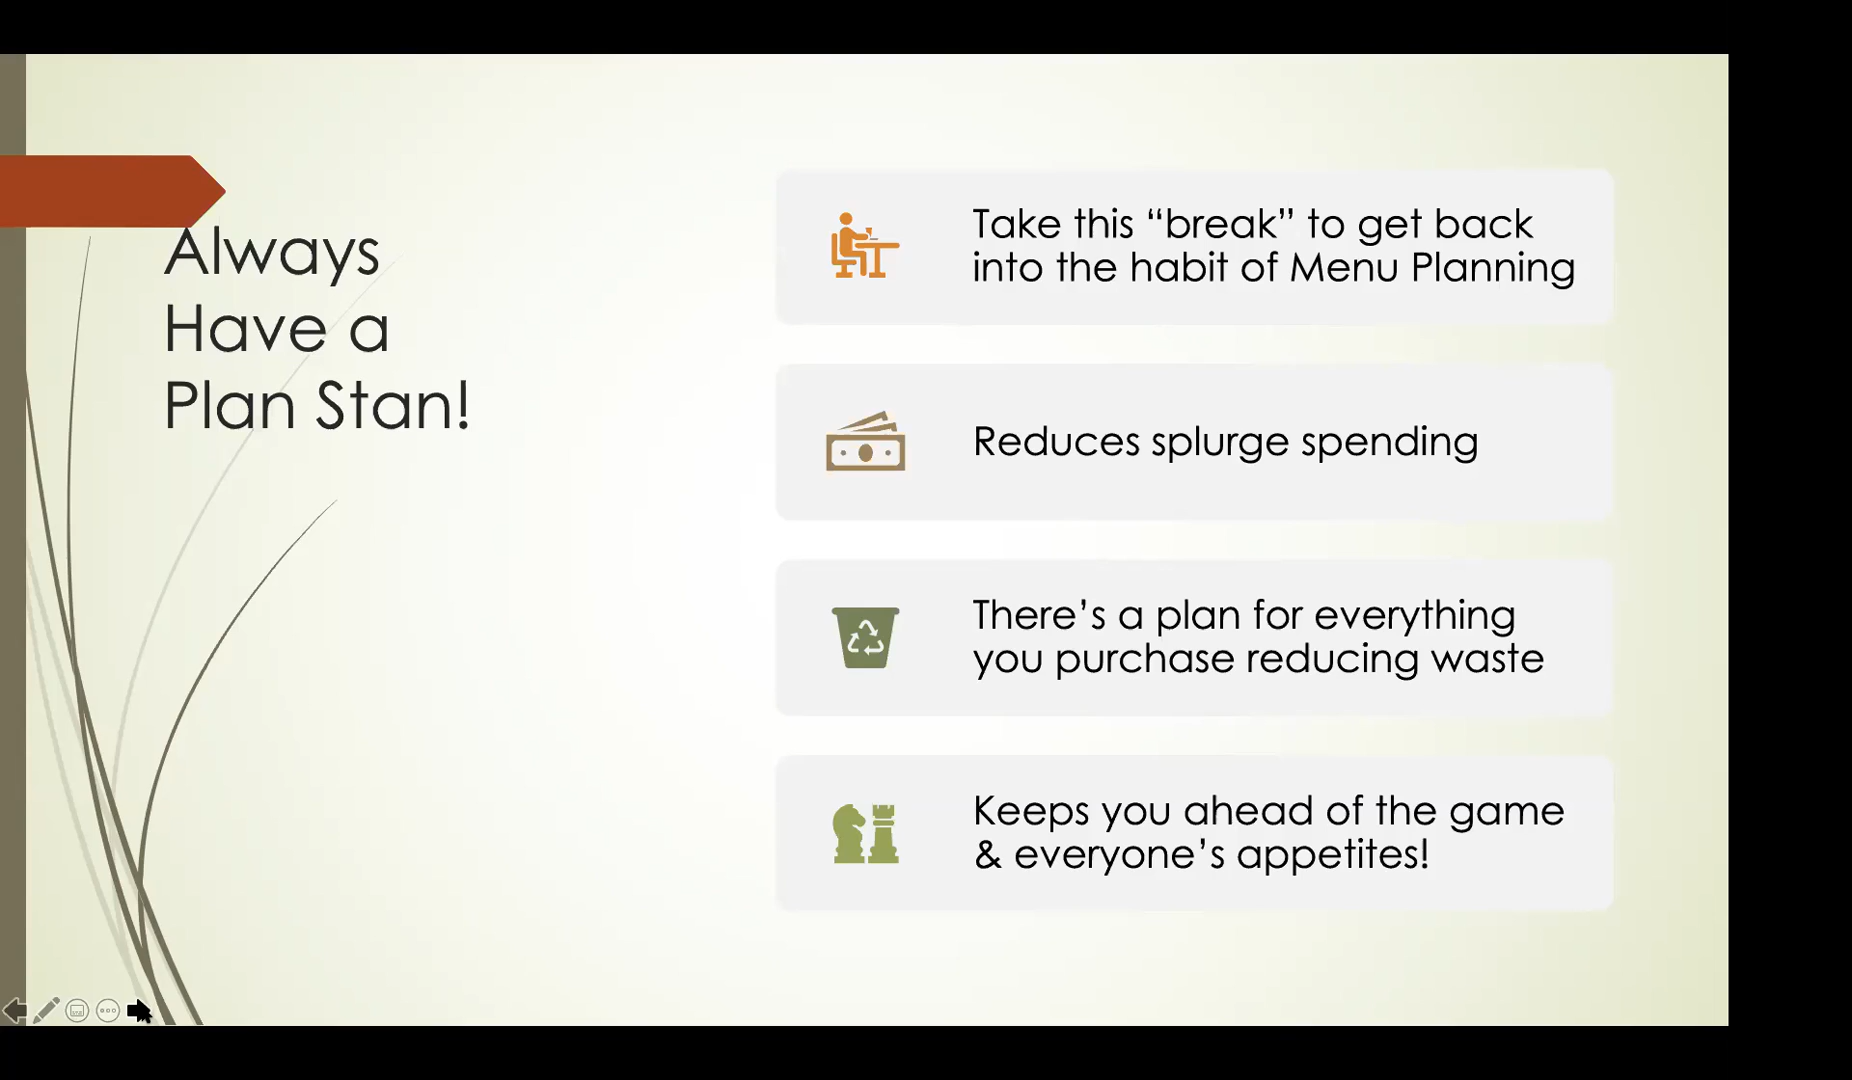 Always
Have a
Plan Stan!
Take this “break” to get back
into the habit of Menu Planning
Reduces splurge spending
There’s a plan for everything
you purchase reducing waste
Keeps you ahead of the game
& everyone’s appetites!